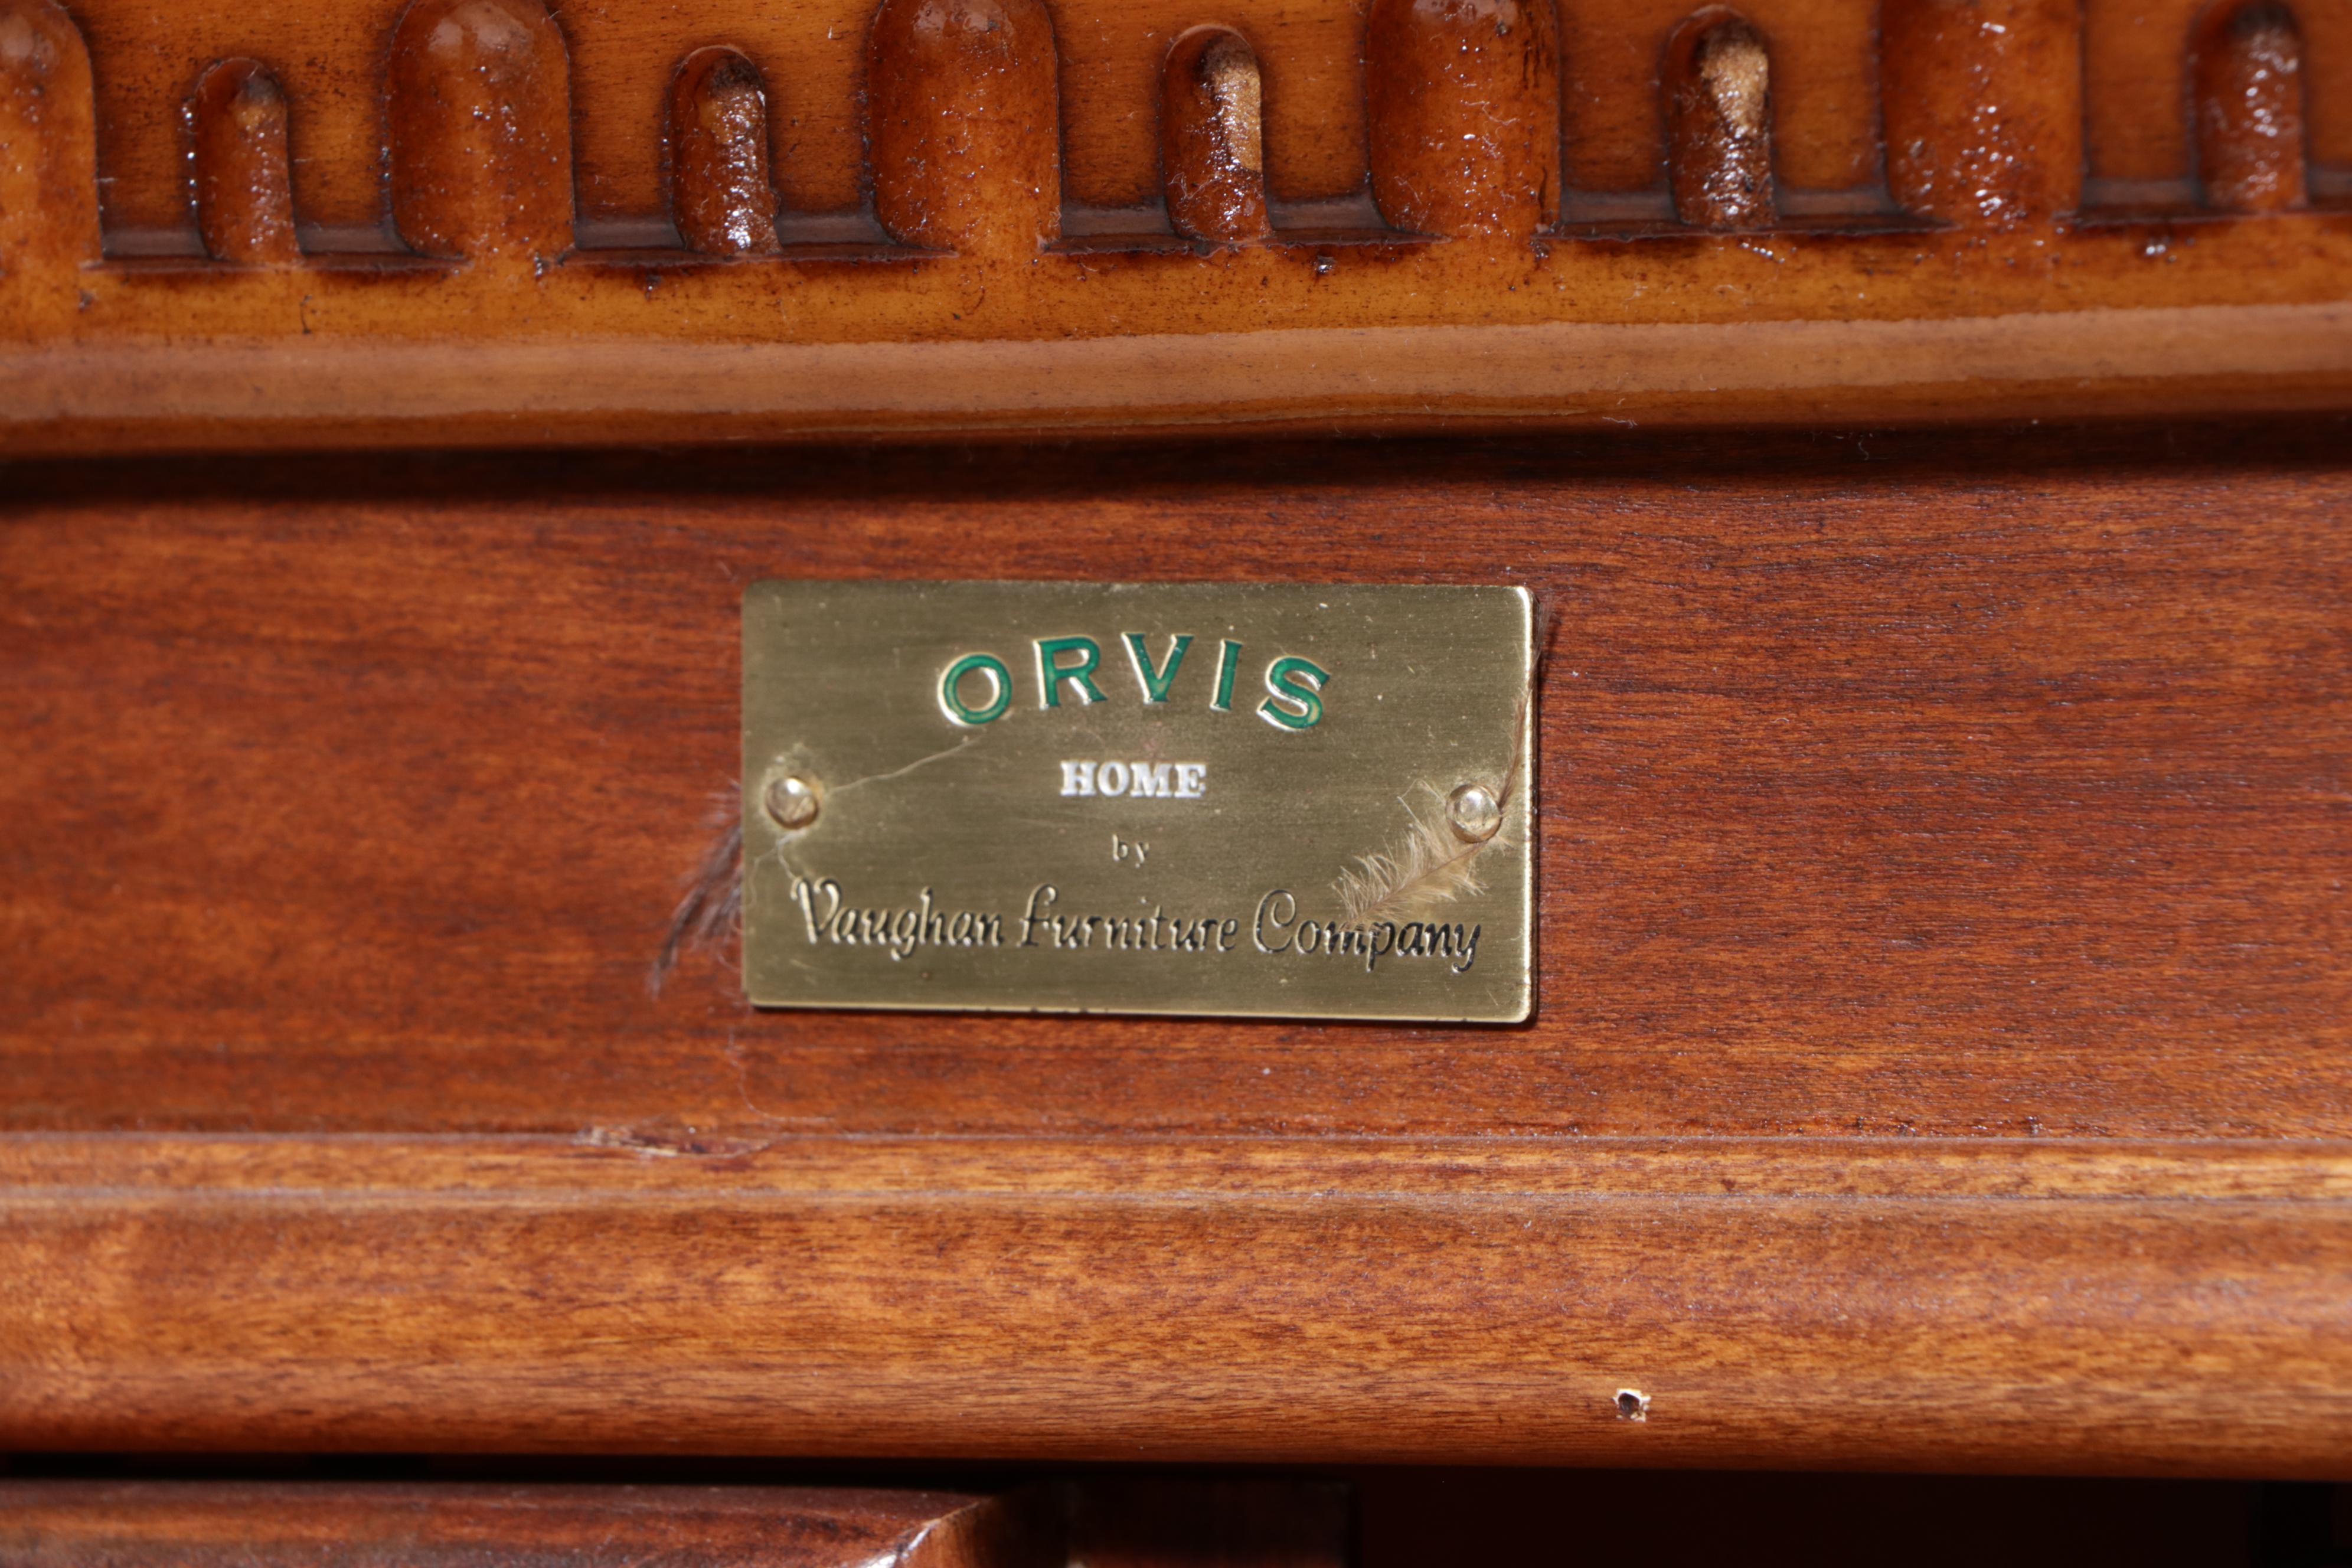 ORVIS
HOME
by
Vaughan Furniture Company